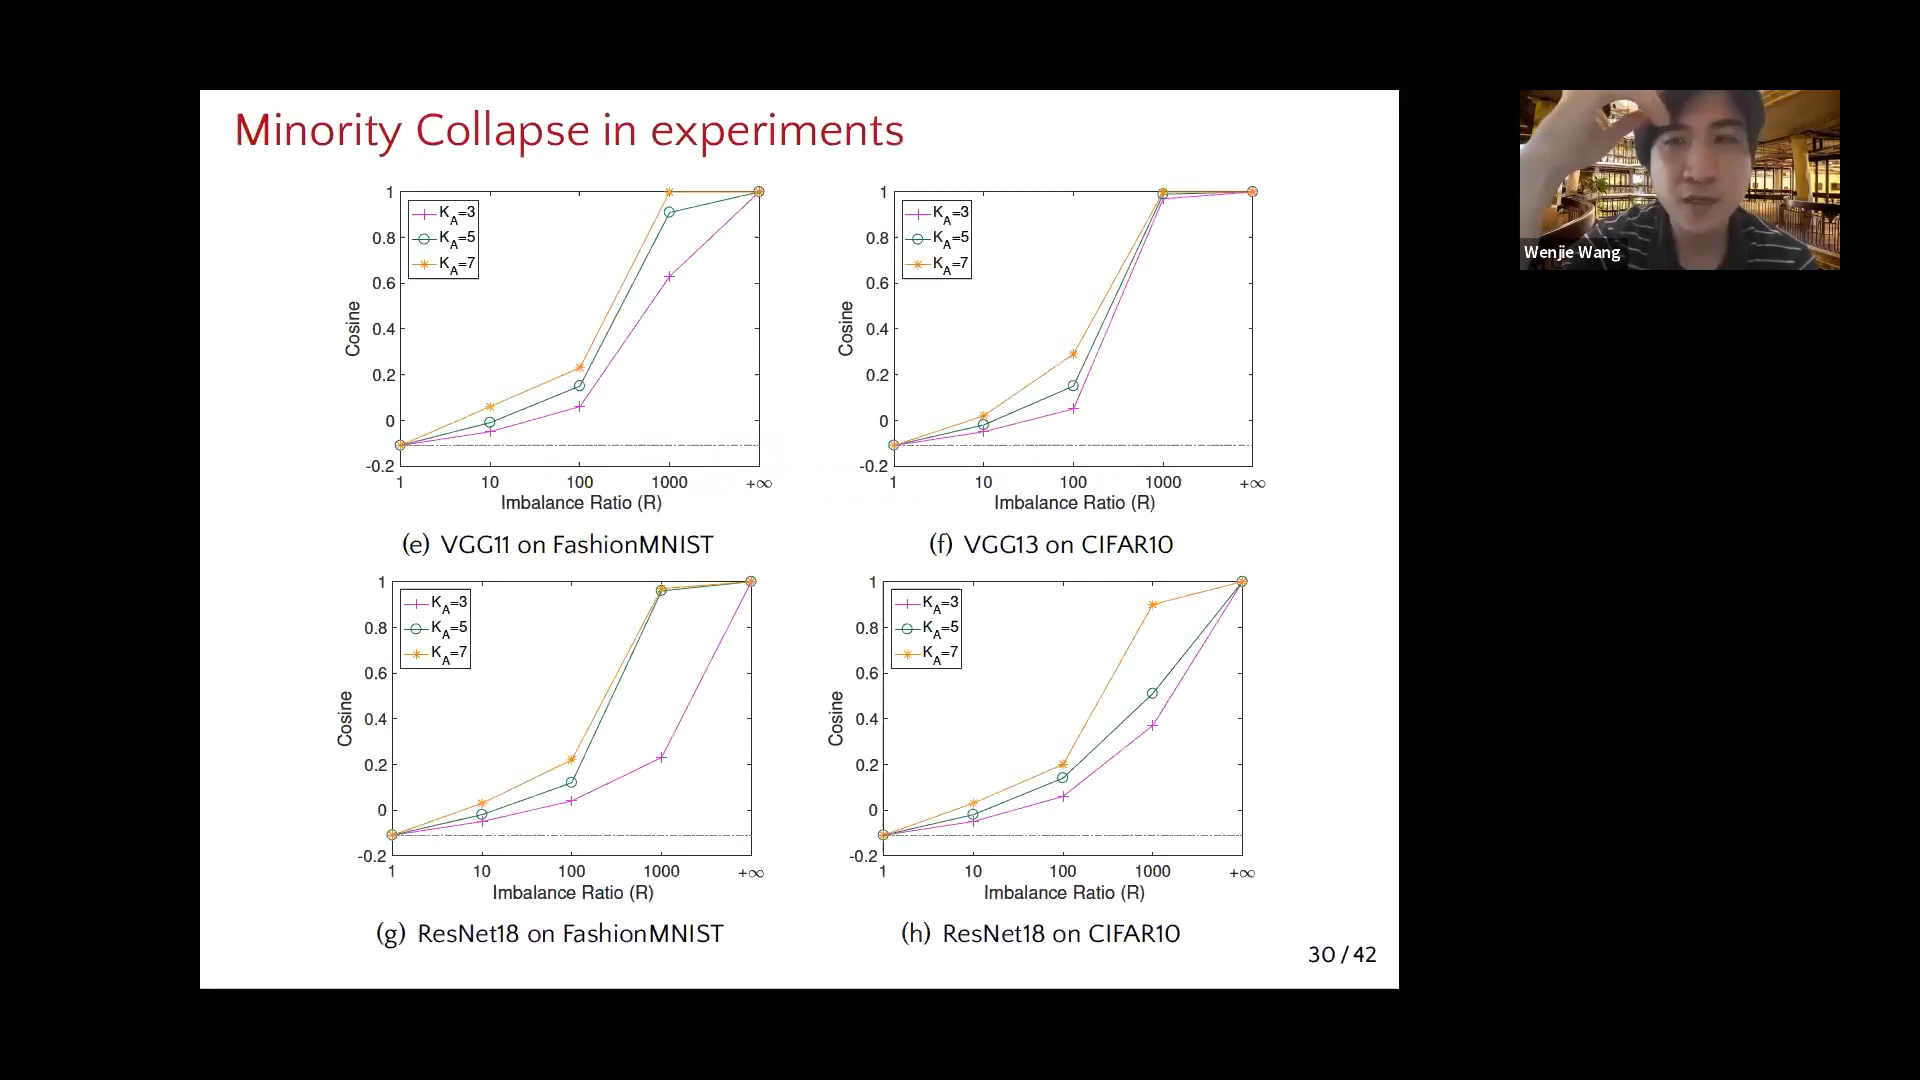 Minority Collapse in experiments
Wenjie Wang
1
0.8
0.6
0.4
0.2
0
-0.2
Cosine
K_A=3
K_A=5
K_A=7
1 10 100 1000 +∞
Imbalance Ratio (R)
(e) VGG11 on FashionMNIST
1
0.8
0.6
0.4
0.2
0
-0.2
Cosine
K_A=3
K_A=5
K_A=7
1 10 100 1000 +∞
Imbalance Ratio (R)
(f) VGG13 on CIFAR10
1
0.8
0.6
0.4
0.2
0
-0.2
Cosine
K_A=3
K_A=5
K_A=7
1 10 100 1000 +∞
Imbalance Ratio (R)
(g) ResNet18 on FashionMNIST
1
0.8
0.6
0.4
0.2
0
-0.2
Cosine
K_A=3
K_A=5
K_A=7
1 10 100 1000 +∞
Imbalance Ratio (R)
(h) ResNet18 on CIFAR10
30 / 42